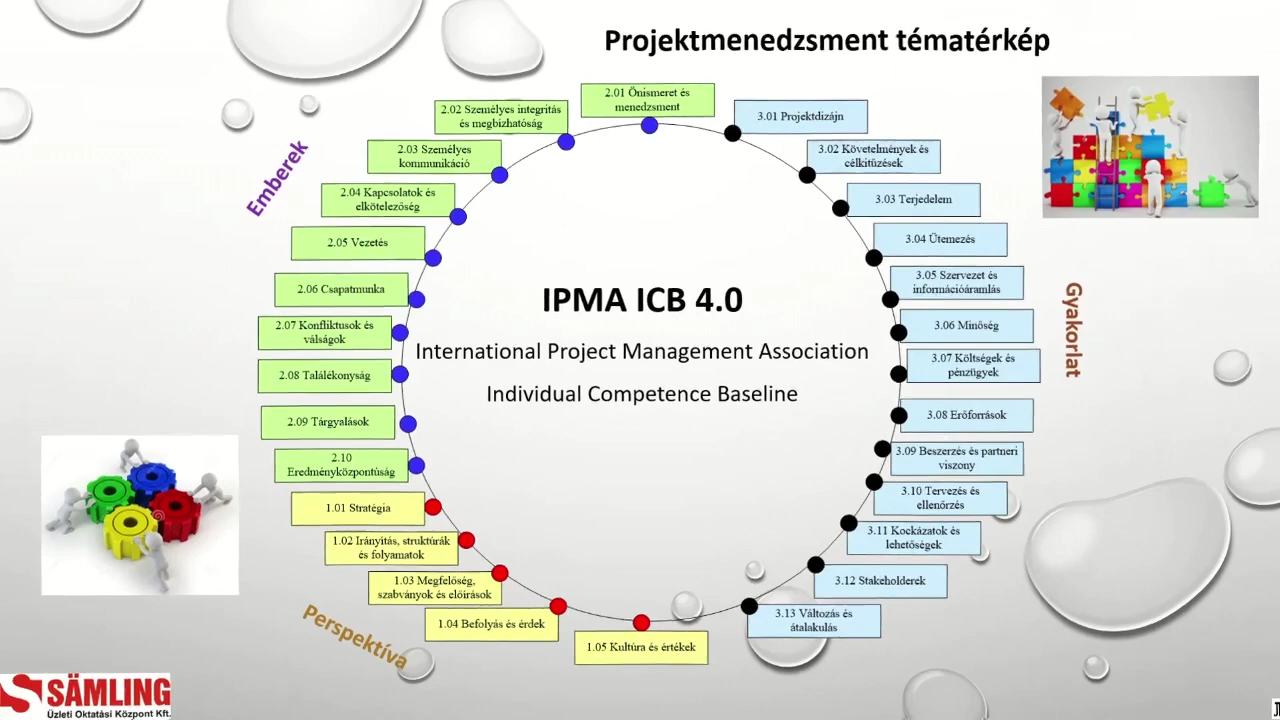 Projektmenedzsment tématérkép
2.01 Önismeret és
menedzsment
2.02 Személyes integritás
és megbízhatóság
2.03 Személyes
kommunikáció
2.04 Kapcsolatok és
elkötelezőség
2.05 Vezetés
2.06 Csapatmunka
2.07 Konfliktusok és
válságok
2.08 Találékonyság
2.09 Tárgyalások
2.10
Eredményközpontúság
1.01 Stratégia
1.02 Irányítás, struktúrák
és folyamatok
1.03 Megfelőség,
szabványok és előírások
1.04 Befolyás és érdek
1.05 Kultúra és értékek
3.01 Projektdizájn
3.02 Követelmények és
célkitűzések
3.03 Terjedelem
3.04 Ütemezés
3.05 Szervezet és
információáramlás
3.06 Minőség
3.07 Költségek és
pénzügyek
3.08 Erőforrások
3.09 Beszerzés és partneri
viszony
3.10 Tervezés és
ellenőrzés
3.11 Kockázatok és
lehetőségek
3.12 Stakeholderek
3.13 Változás és
átalakulás
Emberek
Gyakorlat
Perspektíva
IPMA ICB 4.0
International Project Management Association
Individual Competence Baseline
SÄMLING
Üzleti Oktatási Központ Kft.